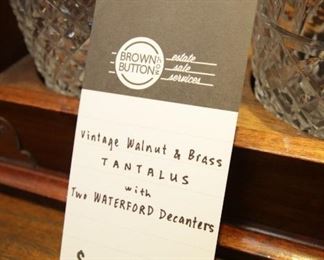 BROWN
BUTTON
estate
sale
services
Vintage Walnut & Brass
TANTALUS
with
Two WATERFORD Decanters
$